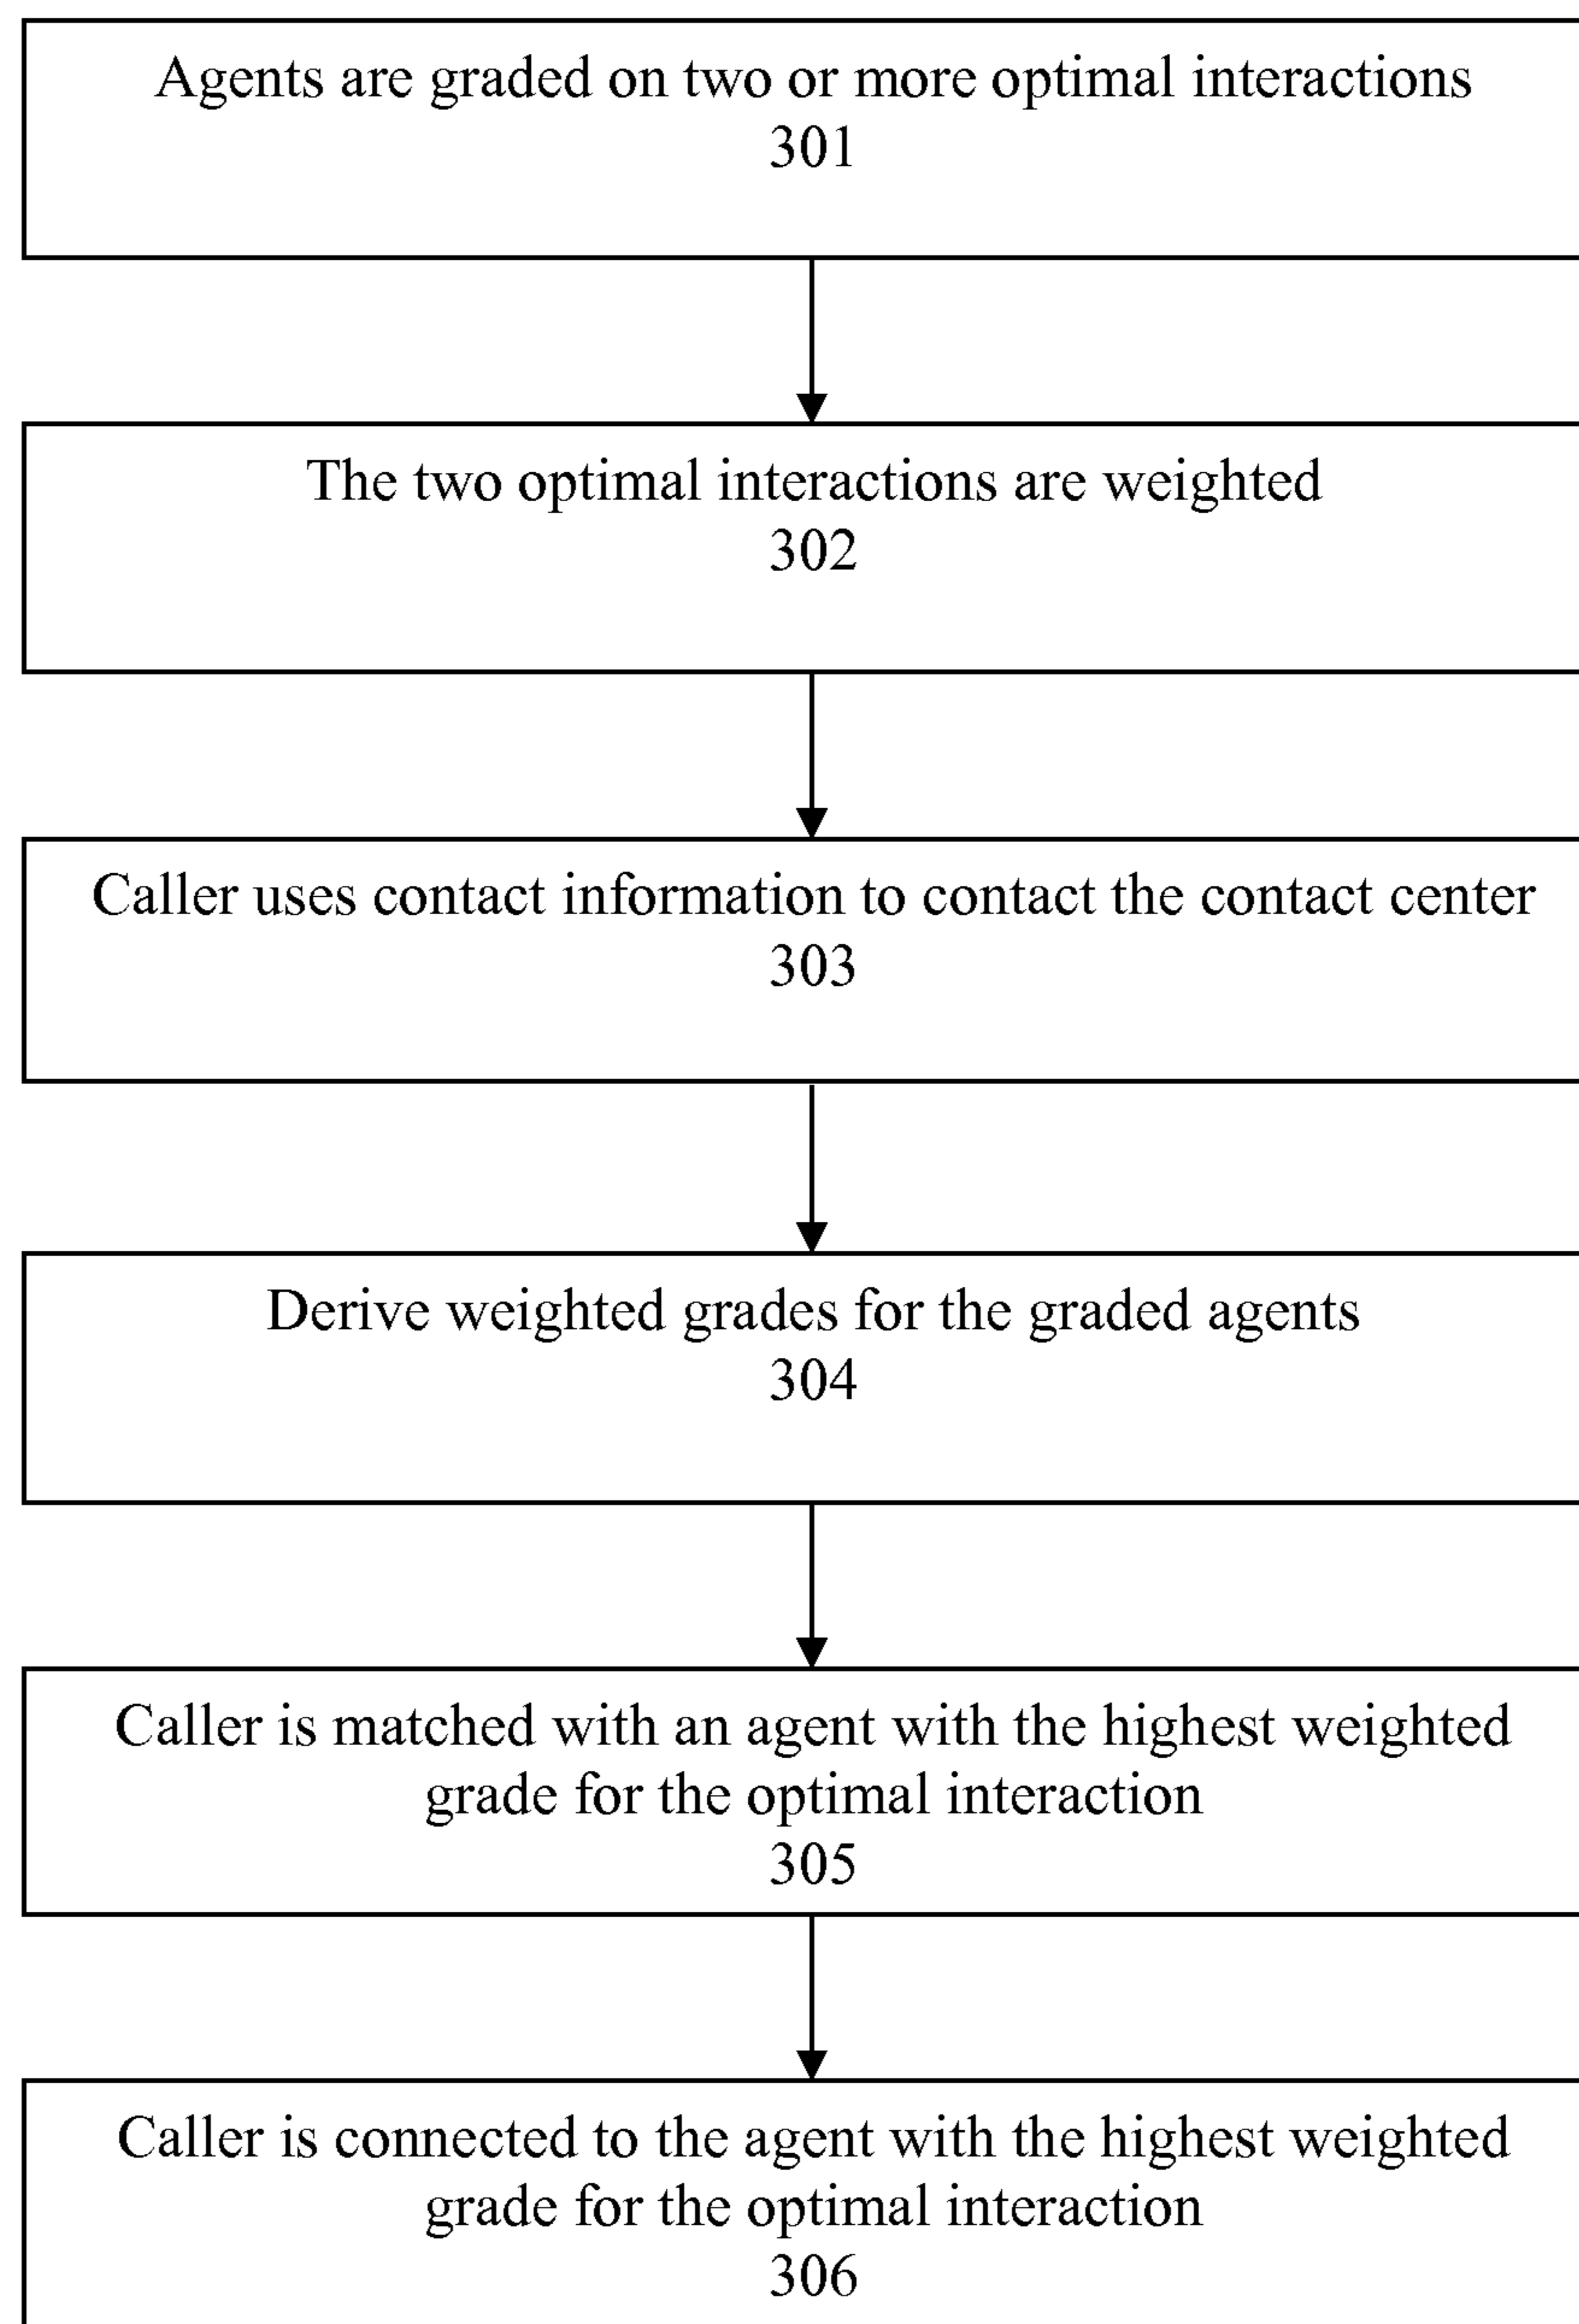 Agents are graded on two or more optimal interactions
301
The two optimal interactions are weighted
302
Caller uses contact information to contact the contact center
303
Derive weighted grades for the graded agents
304
Caller is matched with an agent with the highest weighted
grade for the optimal interaction
305
Caller is connected to the agent with the highest weighted
grade for the optimal interaction
306